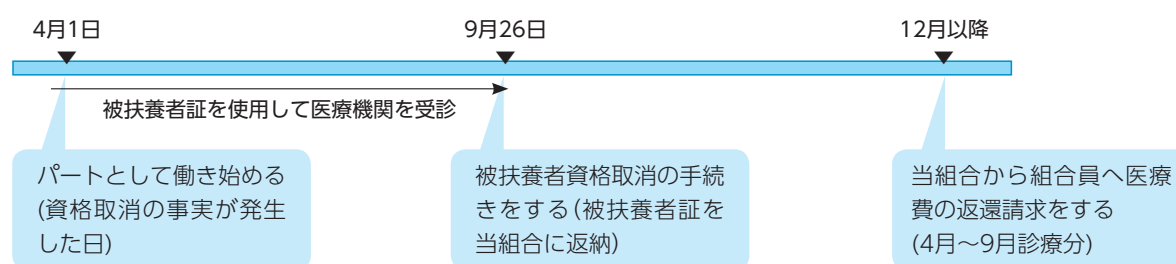 4月1日
9月26日
12月以降
被扶養者証を使用して医療機関を受診
パートとして働き始める
(資格取消の事実が発生
した日)
被扶養者資格取消の手続
きをする(被扶養者証を
当組合に返納)
当組合から組合員へ医療
費の返還請求をする
(4月～9月診療分)